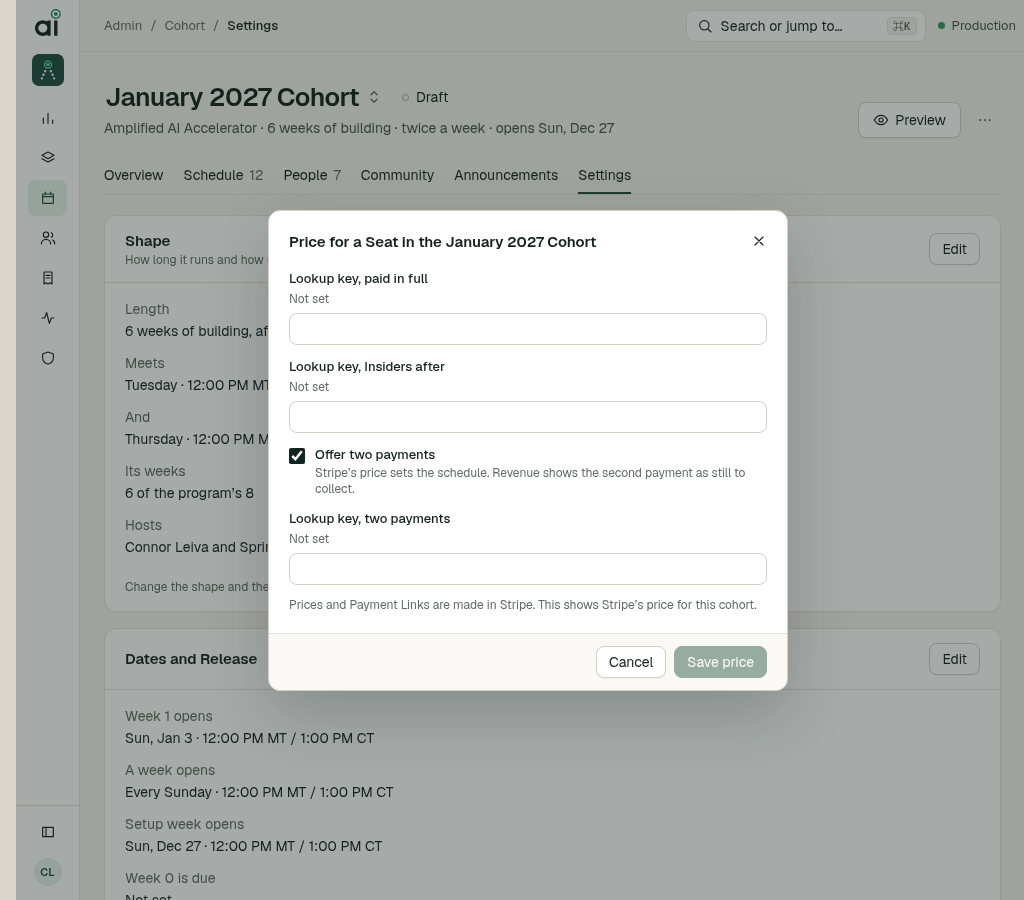 ai
Admin / Cohort / Settings
Search or jump to…
⌘K
Production
January 2027 Cohort
Draft
Amplified AI Accelerator · 6 weeks of building · twice a week · opens Sun, Dec 27
Preview
Overview
Schedule 12
People 7
Community
Announcements
Settings
Shape
How long it runs and how
Edit
Length
6 weeks of building,
Meets
Tuesday · 12:00 PM MT
And
Thursday · 12:00 PM
Its weeks
6 of the program's 8
Hosts
Connor Leiva and
Change the shape and the
Price for a Seat in the January 2027 Cohort
Lookup key, paid in full
Not set
Lookup key, Insiders after
Not set
Offer two payments
Stripe's price sets the schedule. Revenue shows the second payment as still to
collect.
Lookup key, two payments
Not set
Prices and Payment Links are made in Stripe. This shows Stripe's price for this cohort.
Cancel
Save price
Dates and Release
Edit
Week 1 opens
Sun, Jan 3 · 12:00 PM MT / 1:00 PM CT
A week opens
Every Sunday · 12:00 PM MT / 1:00 PM CT
Setup week opens
Sun, Dec 27 · 12:00 PM MT / 1:00 PM CT
Week 0 is due
Not set
CL